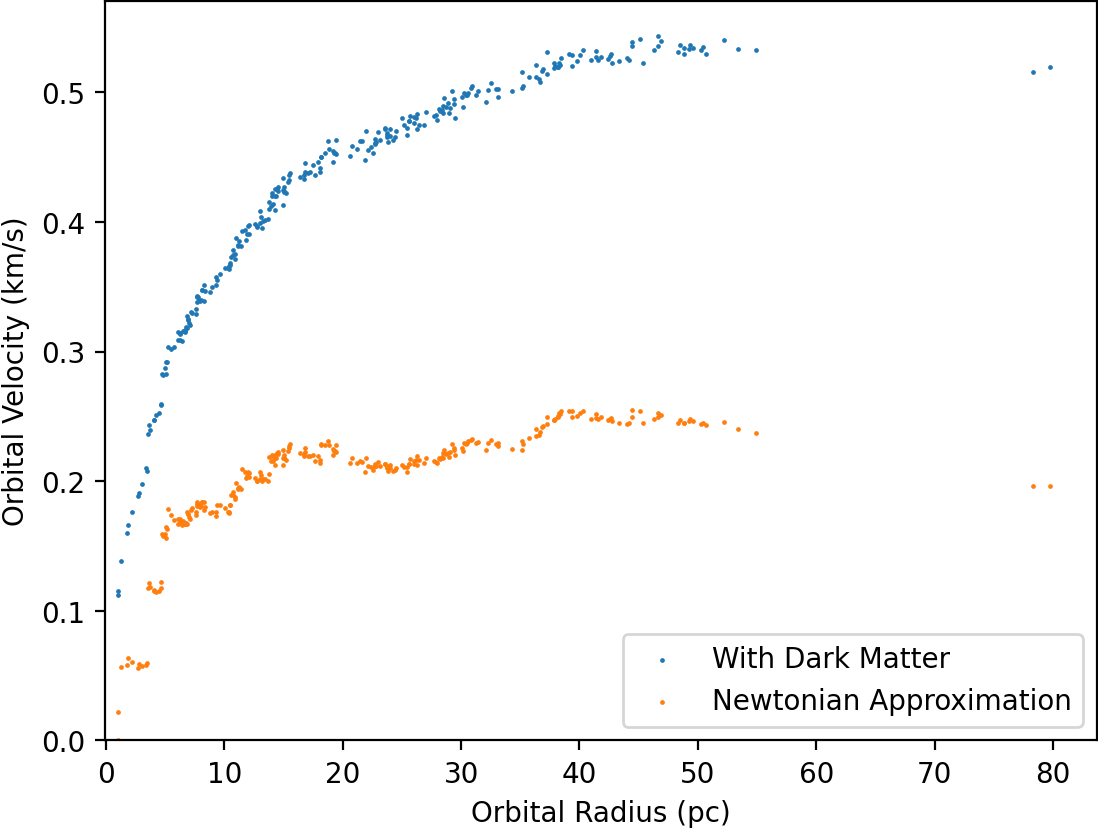 Orbital Velocity (km/s)
0.5
0.4
0.3
0.2
0.1
0.0
With Dark Matter
Newtonian Approximation
0 10 20 30 40 50 60 70 80
Orbital Radius (pc)